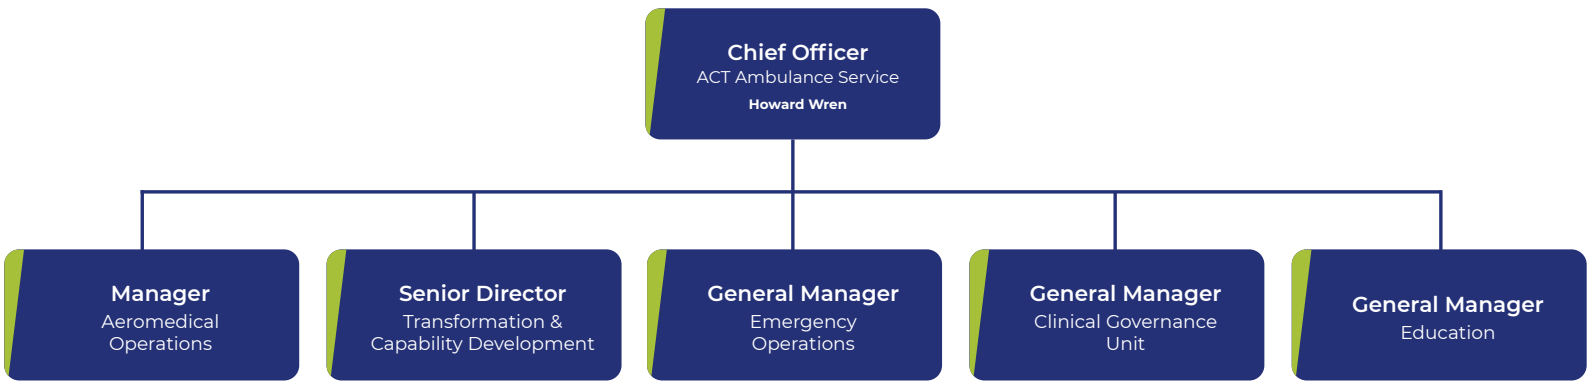 Chief Officer
ACT Ambulance Service
Howard Wren
Manager
Aeromedical
Operations
Senior Director
Transformation &
Capability Development
General Manager
Emergency
Operations
General Manager
Clinical Governance
Unit
General Manager
Education